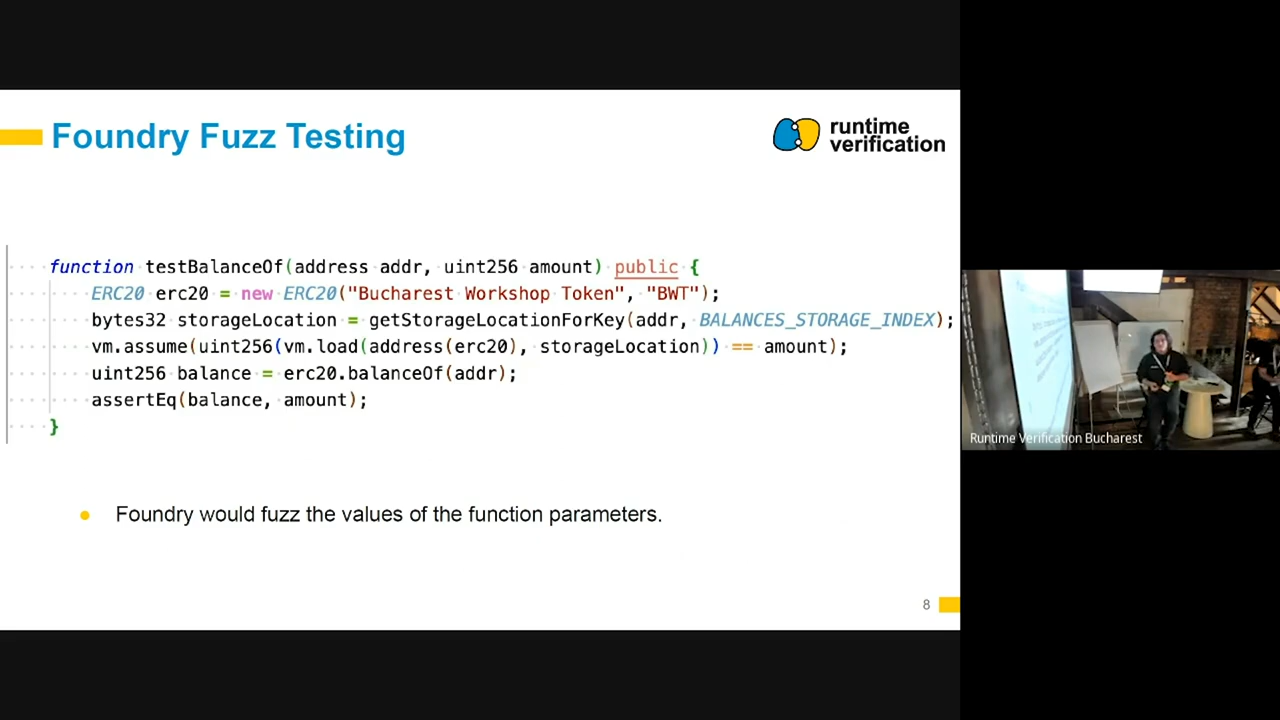 Foundry Fuzz Testing
runtime
verification
function testBalanceOf(address addr, uint256 amount) public {
ERC20 erc20 = new ERC20("Bucharest Workshop Token", "BWT");
bytes32 storageLocation = getStorageLocationForKey(addr, BALANCES_STORAGE_INDEX);
vm.assume(uint256(vm.load(address(erc20), storageLocation)) == amount);
uint256 balance = erc20.balanceOf(addr);
assertEq(balance, amount);
}
● Foundry would fuzz the values of the function parameters.
8
Runtime Verification Bucharest